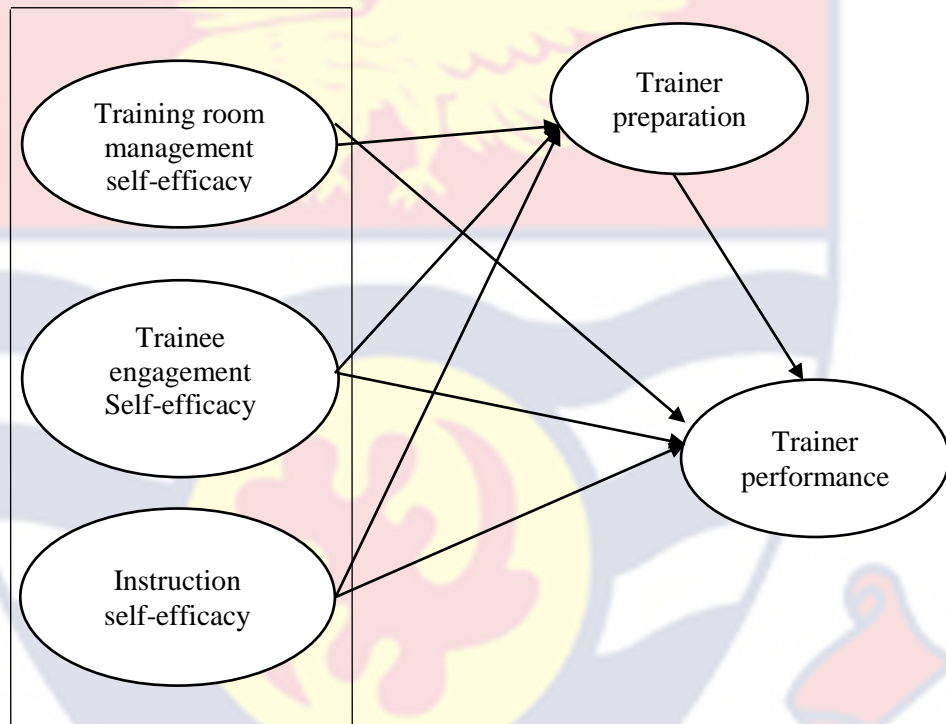 Training room
management
self-efficacy
Trainee
engagement
Self-efficacy
Instruction
self-efficacy
Trainer
preparation
Trainer
performance